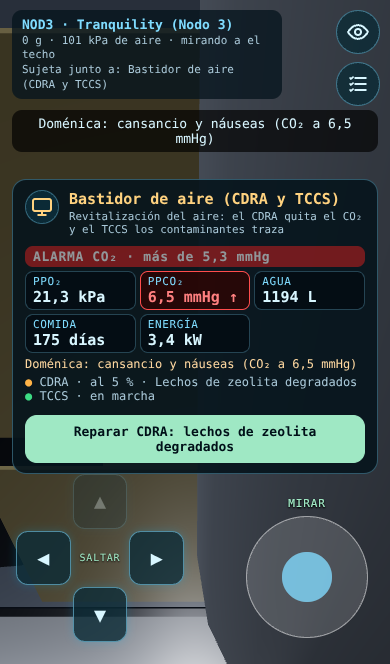 NOD3 · Tranquility (Nodo 3)
0 g · 101 kPa de aire · mirando a el
techo
Sujeta junto a: Bastidor de aire
(CDRA y TCCS)
Doménica: cansancio y náuseas (CO₂ a 6,5
mmHg)
Bastidor de aire (CDRA y TCCS)
Revitalización del aire: el CDRA quita el CO₂
y el TCCS los contaminantes traza
ALARMA CO₂ · más de 5,3 mmHg
PPO₂ PPCO₂ AGUA
21,3 kPa 6,5 mmHg ↑ 1194 L
COMIDA ENERGÍA
175 días 3,4 kW
Doménica: cansancio y náuseas (CO₂ a 6,5 mmHg)
● CDRA · al 5 % · Lechos de zeolita degradados
● TCCS · en marcha
Reparar CDRA: lechos de zeolita
degradados
▲
MIRAR
◀ SALTAR ▶
▼